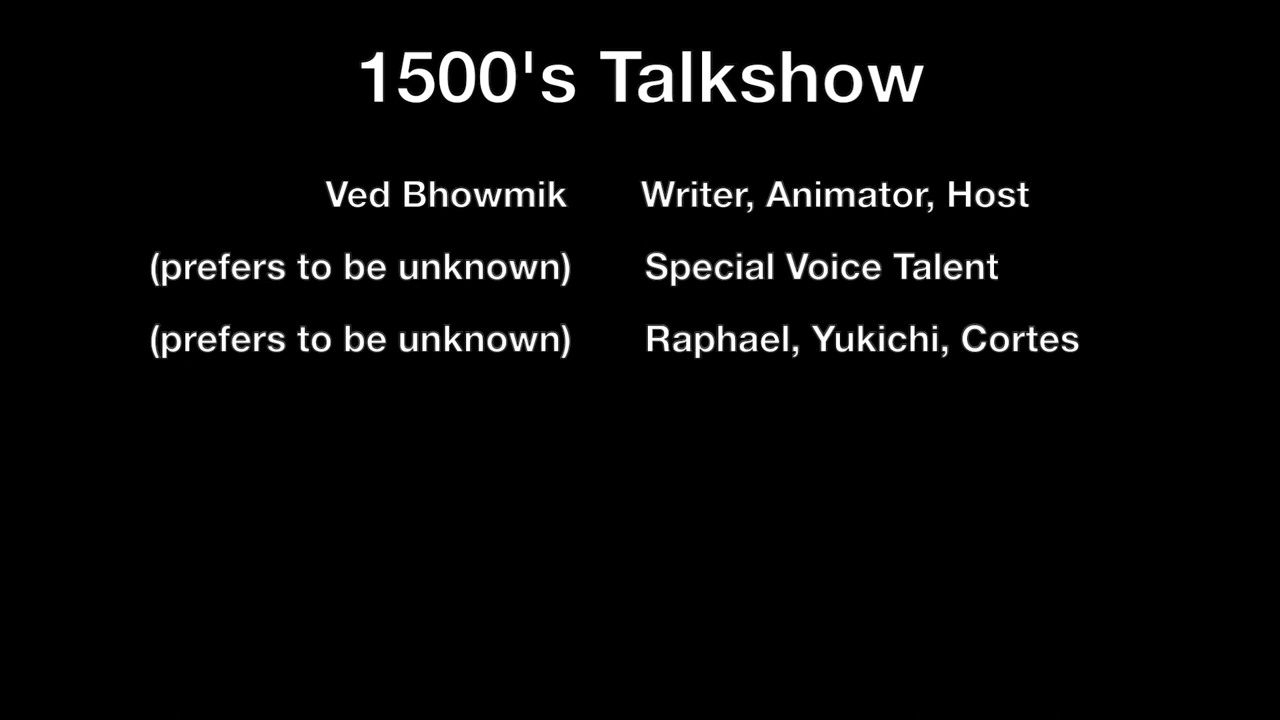 1500's Talkshow
Ved Bhowmik Writer, Animator, Host
(prefers to be unknown) Special Voice Talent
(prefers to be unknown) Raphael, Yukichi, Cortes